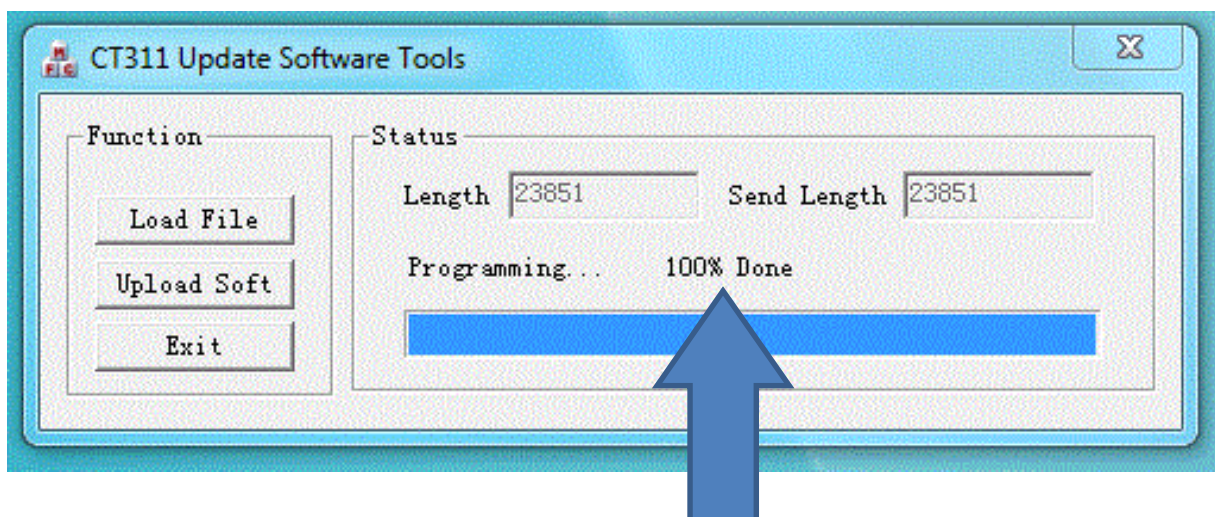 CT311 Update Software Tools
Function
Load File
Upload Soft
Exit
Status
Length 23851 Send Length 23851
Programming... 100% Done